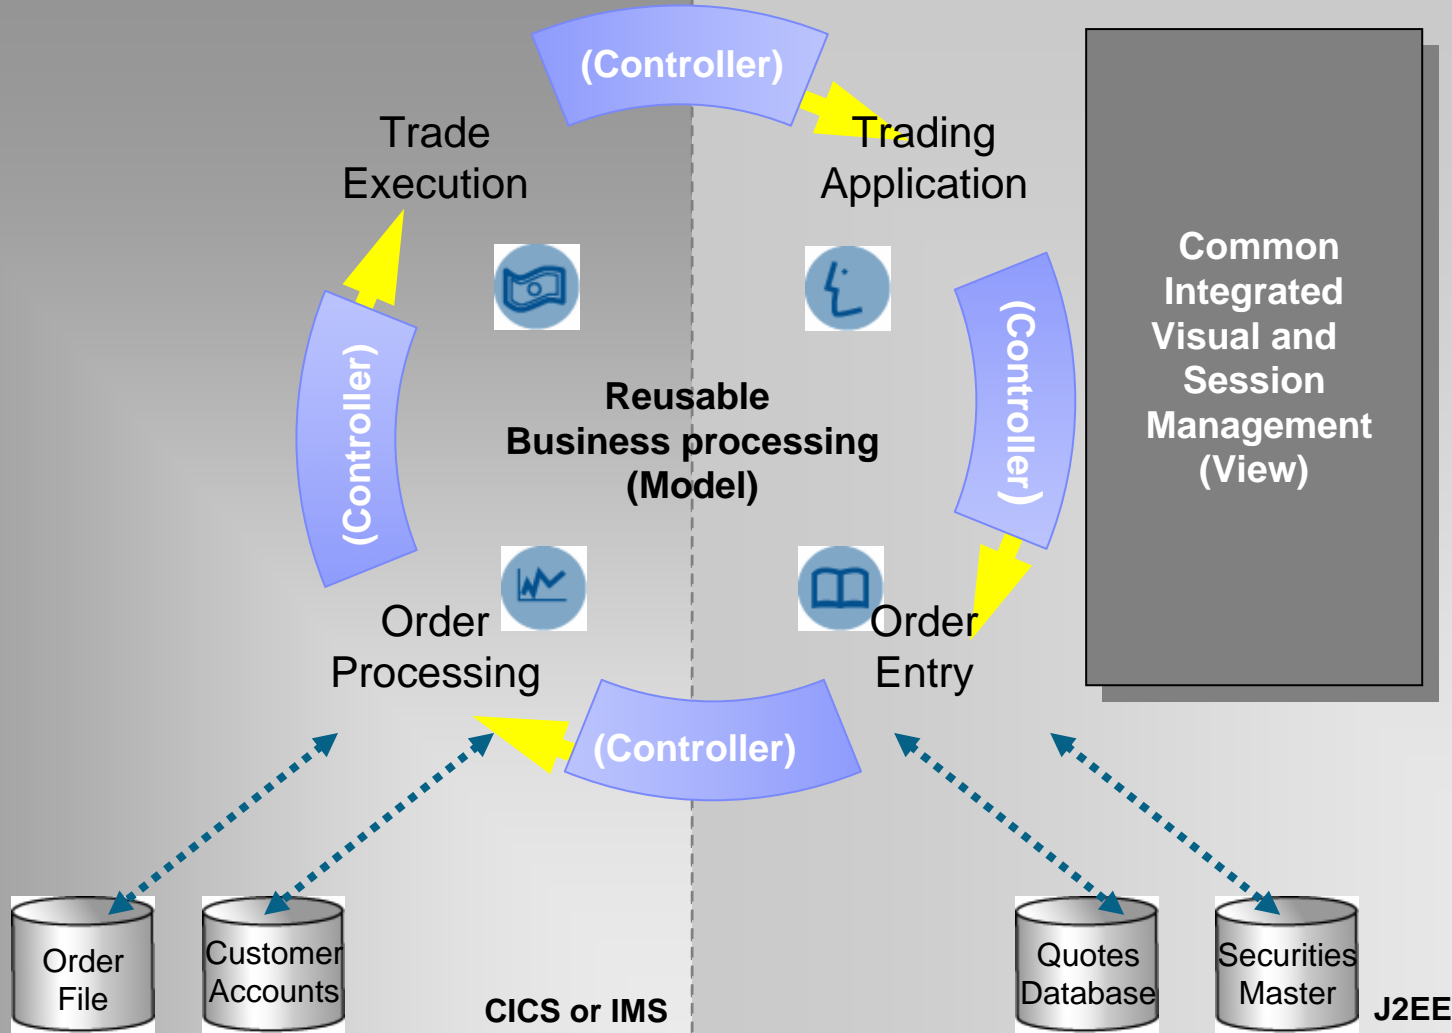 (Controller)
Trade
Execution
Trading
Application
(Controller)
(Controller)
Reusable
Business processing
(Model)
Common
Integrated
Visual and
Session
Management
(View)
Order
Processing
Order
Entry
(Controller)
Order
File
Customer
Accounts
CICS or IMS
Quotes
Database
Securities
Master
J2EE